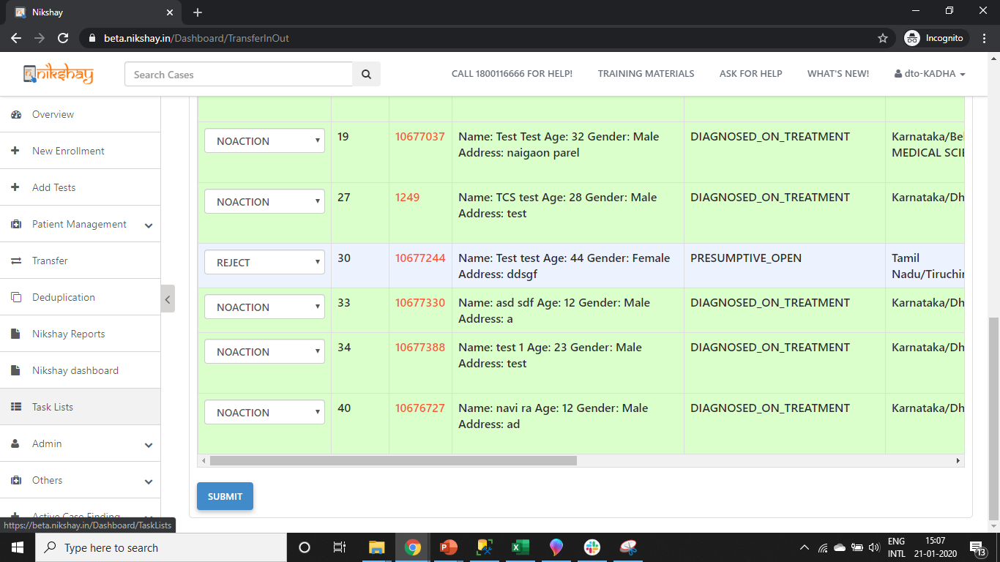 Nikshay
beta.nikshay.in/Dashboard/TransferInOut
Incognito
nikshay
Search Cases
CALL 1800116666 FOR HELP!
TRAINING MATERIALS
ASK FOR HELP
WHAT'S NEW!
dto-KADHA
Overview
New Enrollment
Add Tests
Patient Management
Transfer
Deduplication
Nikshay Reports
Nikshay dashboard
Task Lists
Admin
Others
Active Case Finding
NOACTION 19 10677037 Name: Test Test Age: 32 Gender: Male DIAGNOSED_ON_TREATMENT Karnataka/Bel
Address: naigaon parel MEDICAL SCIE
NOACTION 27 1249 Name: TCS test Age: 28 Gender: Male DIAGNOSED_ON_TREATMENT Karnataka/Dh
Address: test
REJECT 30 10677244 Name: Test test Age: 44 Gender: Female PRESUMPTIVE_OPEN Tamil
Address: ddsgf Nadu/Tiruchir
NOACTION 33 10677330 Name: asd sdf Age: 12 Gender: Male DIAGNOSED_ON_TREATMENT Karnataka/Dh
Address: a
NOACTION 34 10677388 Name: test 1 Age: 23 Gender: Male DIAGNOSED_ON_TREATMENT Karnataka/Dh
Address: test
NOACTION 40 10676727 Name: navi ra Age: 12 Gender: Male DIAGNOSED_ON_TREATMENT Karnataka/Dh
Address: ad
SUBMIT
https://beta.nikshay.in/Dashboard/TaskLists
Type here to search
ENG
INTL
15:07
21-01-2020
13